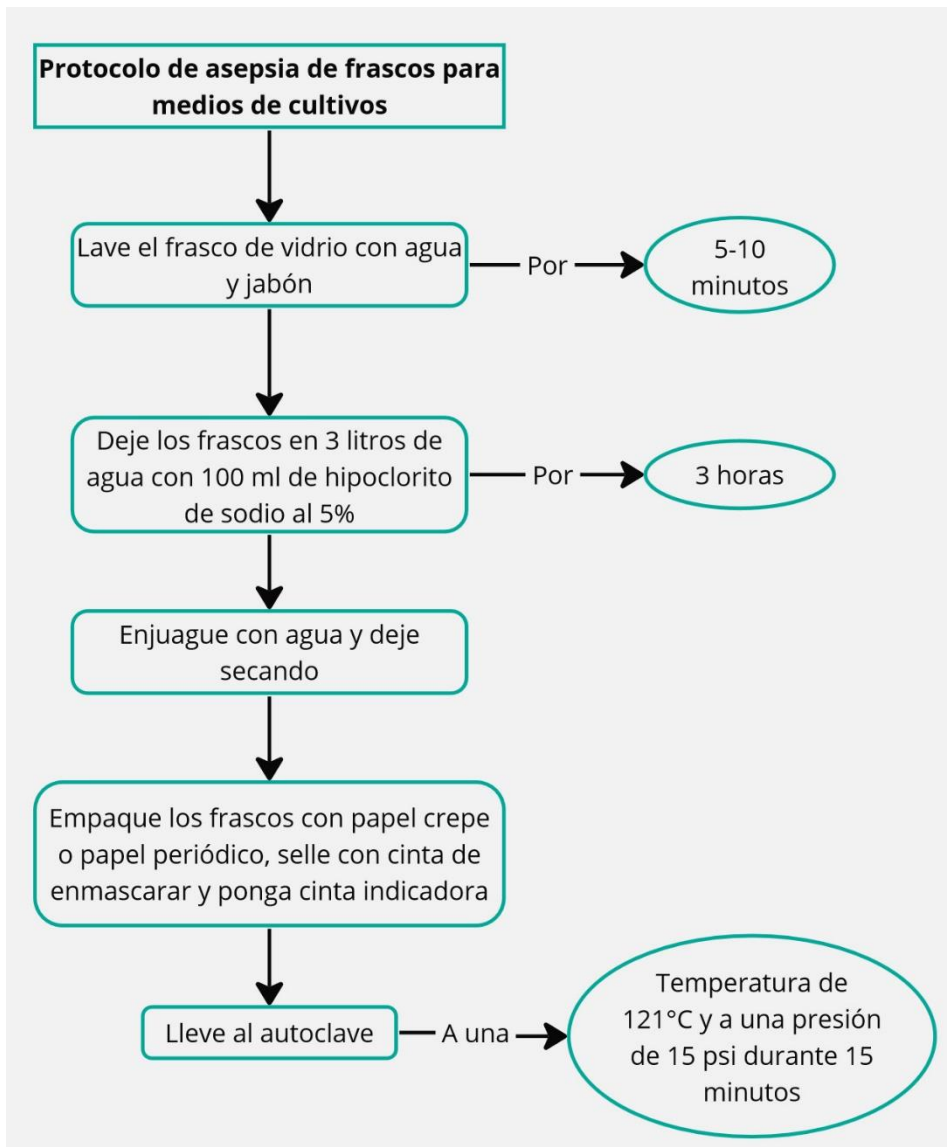 Protocolo de asepsia de frascos para
medios de cultivos
Lave el frasco de vidrio con agua
y jabón
Por
5-10
minutos
Deje los frascos en 3 litros de
agua con 100 ml de hipoclorito
de sodio al 5%
Por
3 horas
Enjuague con agua y deje
secando
Empaque los frascos con papel crepe
o papel periódico, selle con cinta de
enmascarar y ponga cinta indicadora
Lleve al autoclave
A una
Temperatura de
121°C y a una presión
de 15 psi durante 15
minutos